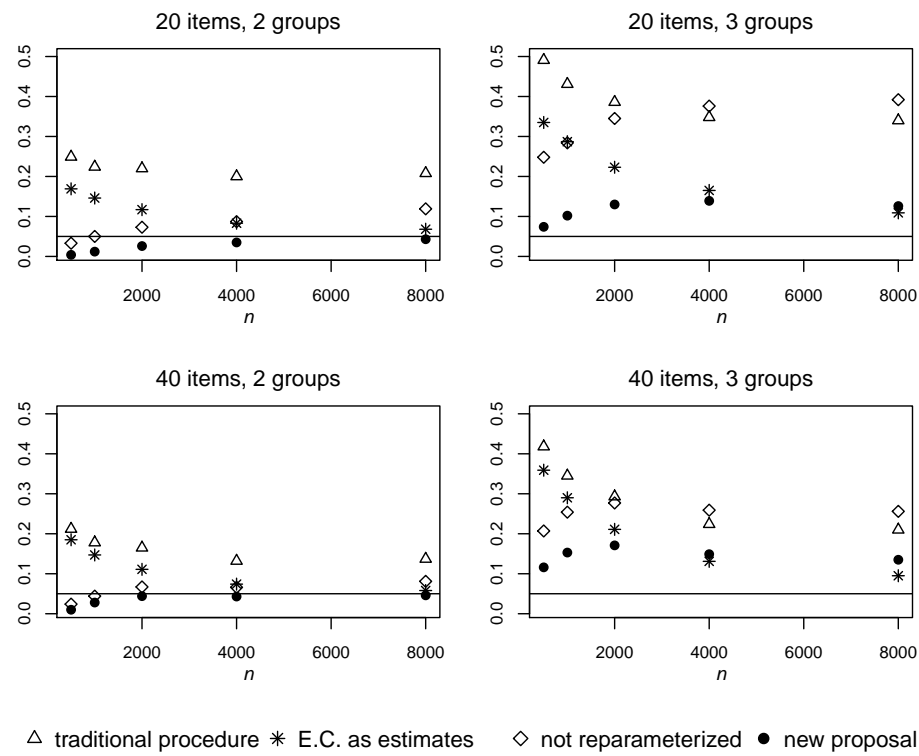 20 items, 2 groups
0.0 0.1 0.2 0.3 0.4 0.5
2000 4000 6000 8000
n
20 items, 3 groups
0.0 0.1 0.2 0.3 0.4 0.5
2000 4000 6000 8000
n
40 items, 2 groups
0.0 0.1 0.2 0.3 0.4 0.5
2000 4000 6000 8000
n
40 items, 3 groups
0.0 0.1 0.2 0.3 0.4 0.5
2000 4000 6000 8000
n
traditional procedure E.C. as estimates not reparameterized new proposal